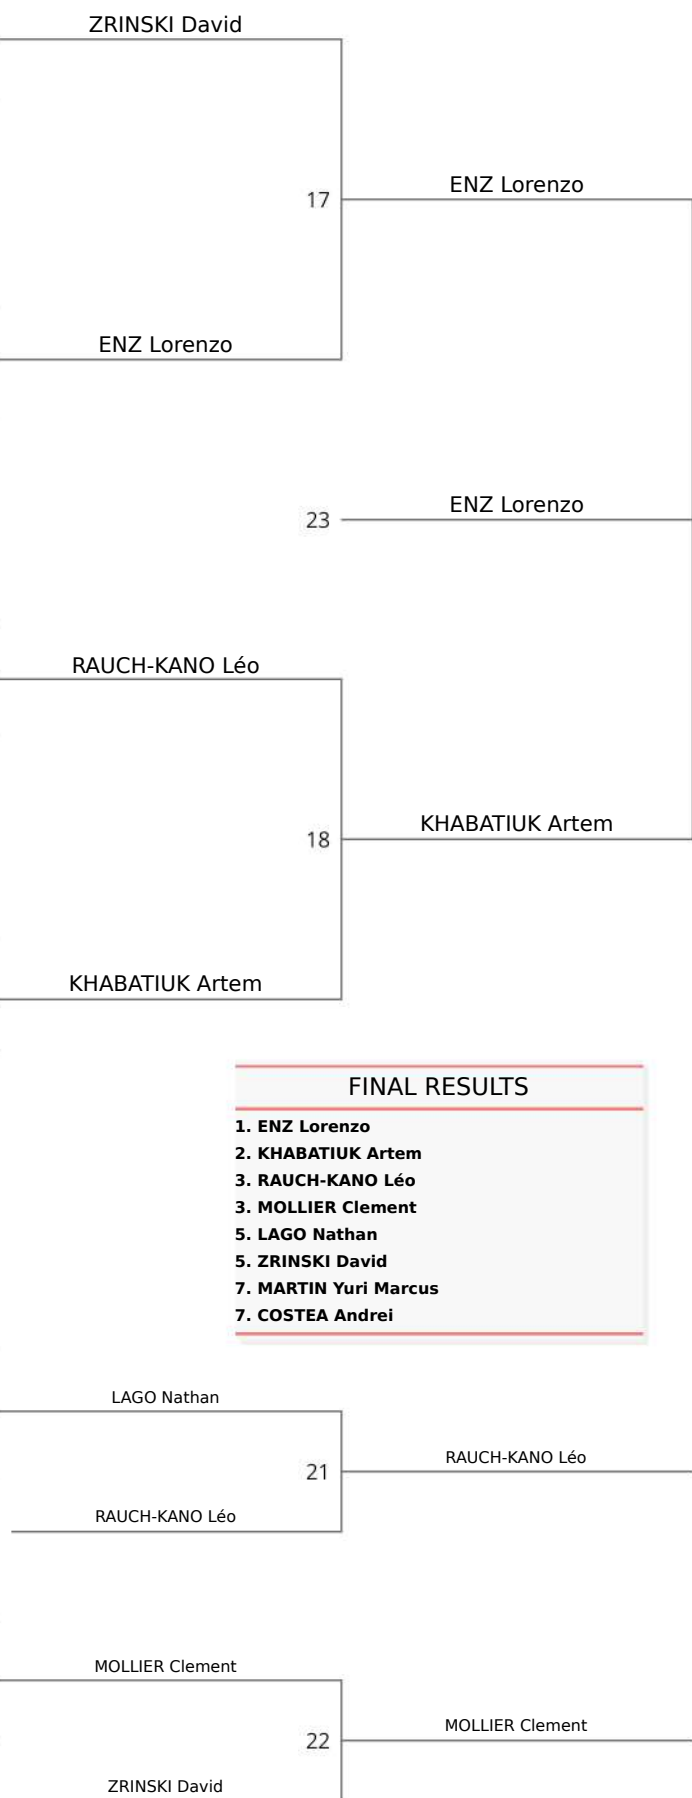 ZRINSKI David
17
ENZ Lorenzo
ENZ Lorenzo
23
ENZ Lorenzo
RAUCH-KANO Léo
18
KHABATIUK Artem
KHABATIUK Artem
FINAL RESULTS
1. ENZ Lorenzo
2. KHABATIUK Artem
3. RAUCH-KANO Léo
3. MOLLIER Clement
5. LAGO Nathan
5. ZRINSKI David
7. MARTIN Yuri Marcus
7. COSTEA Andrei
LAGO Nathan
21
RAUCH-KANO Léo
RAUCH-KANO Léo
MOLLIER Clement
22
MOLLIER Clement
ZRINSKI David